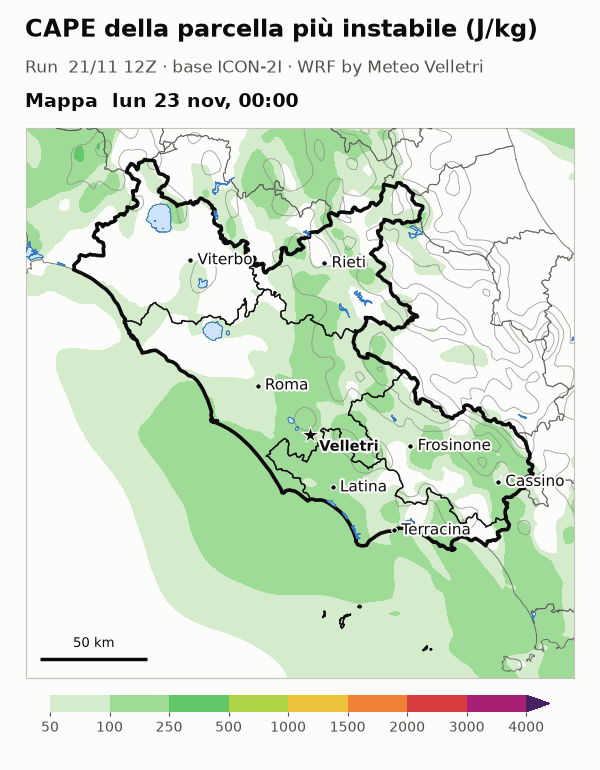 CAPE della parcella più instabile (J/kg)
Run  21/11 12Z · base ICON-2I · WRF by Meteo Velletri
Mappa  lun 23 nov, 00:00
Viterbo
Rieti
Roma
Velletri
Frosinone
Cassino
Latina
Terracina
50 km
50 100 250 500 1000 1500 2000 3000 4000